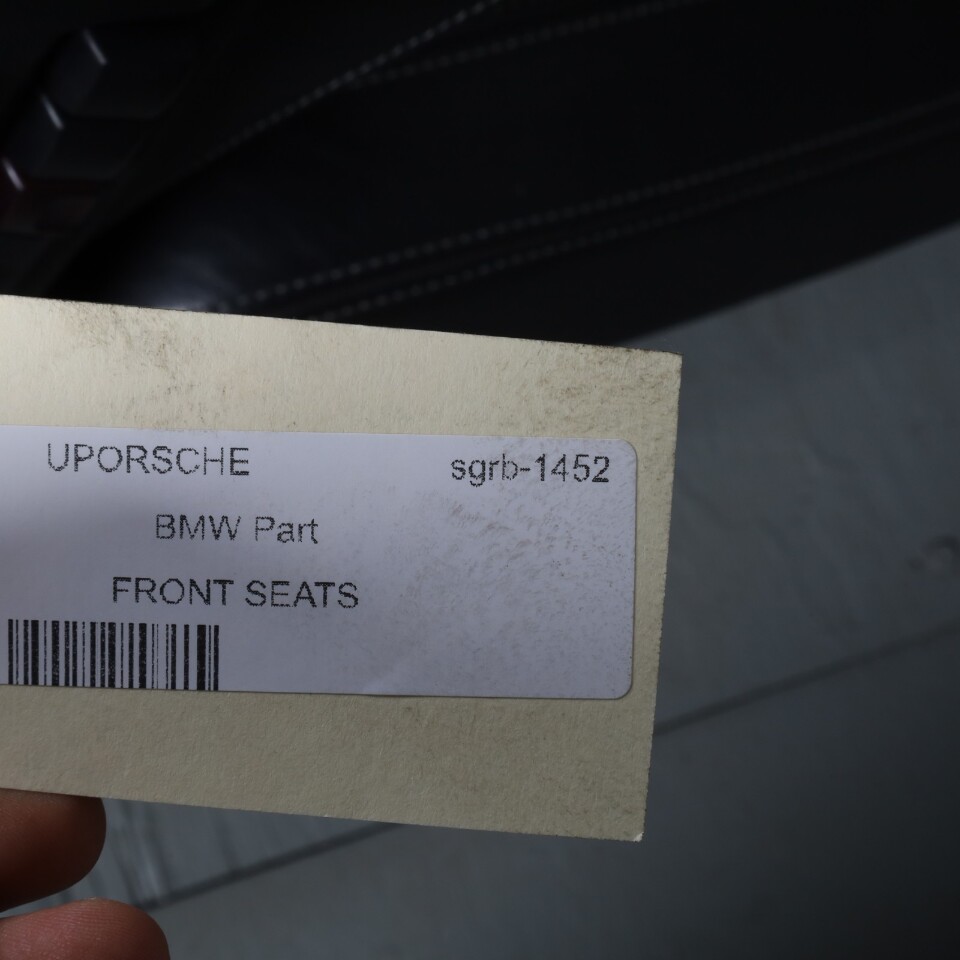 UPORSCHE sgrb-1452
BMW Part
FRONT SEATS